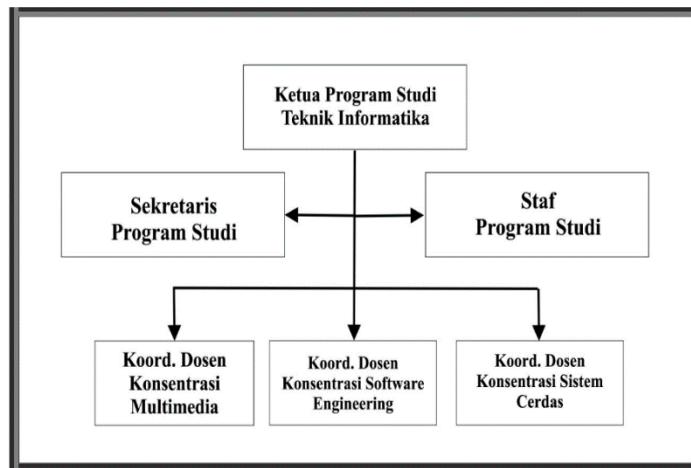 Ketua Program Studi
Teknik Informatika
Sekretaris
Program Studi
Staf
Program Studi
Koord. Dosen
Konsentrasi
Multimedia
Koord. Dosen
Konsentrasi Software
Engineering
Koord. Dosen
Konsentrasi Sistem
Cerdas